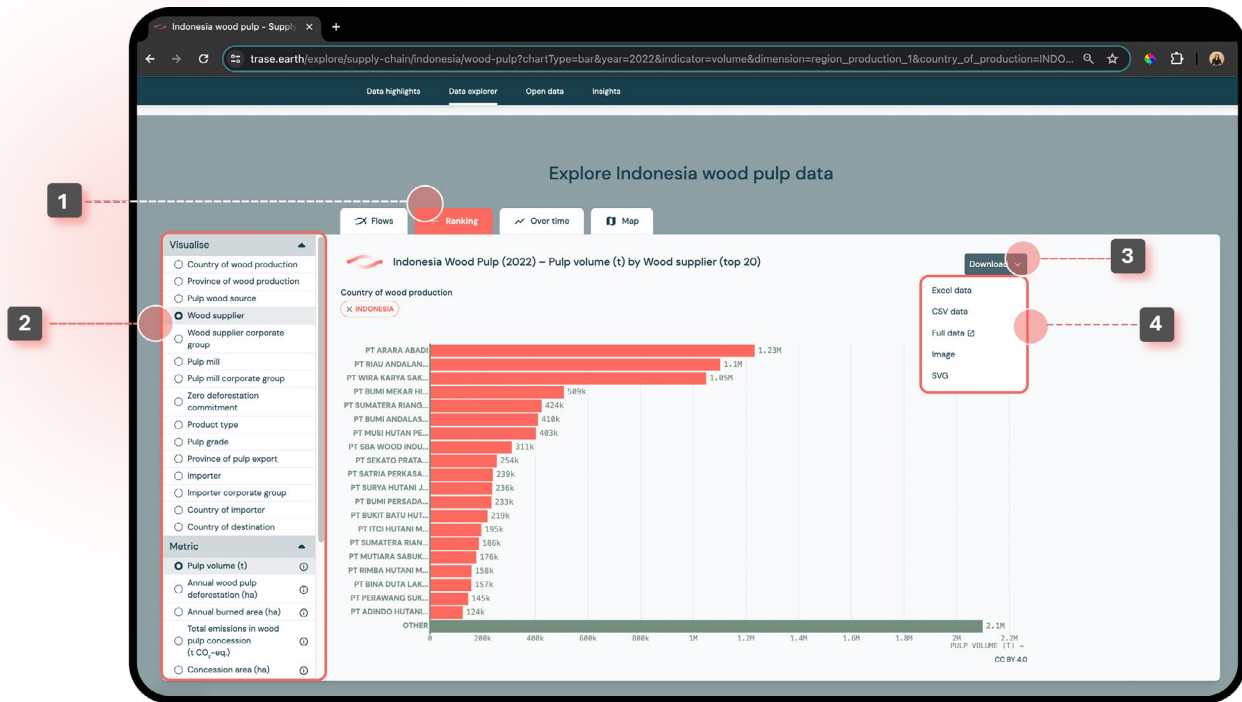 Indonesia wood pulp - Suppl
trase.earth/explore/supply-chain/indonesia/wood-pulp?chartType=bar&year=2022&indicator=volume&dimension=region_production_1&country_of_production=INDO...
Data highlights
Data explorer
Open data
Insights
Explore Indonesia wood pulp data
1
Flows
Ranking
Over time
Map
2
Visualise
Country of wood production
Province of wood production
Pulp wood source
Wood supplier
Wood supplier corporate
group
Pulp mill
Pulp mill corporate group
Zero deforestation
commitment
Product type
Pulp grade
Province of pulp export
Importer
Importer corporate group
Country of importer
Country of destination
Metric
Pulp volume (t)
Annual wood pulp
deforestation (ha)
Annual burned area (ha)
Total emissions in wood
pulp concession
(t CO₂-eq.)
Concession area (ha)
Indonesia Wood Pulp (2022) – Pulp volume (t) by Wood supplier (top 20)
Country of wood production
INDONESIA
Download
3
Excel data
CSV data
Full data
Image
SVG
4
PT ARARA ABADI 1.23M
PT RIAU ANDALAN... 1.1M
PT WIRA KARYA SAK... 1.05M
PT BUMI MEKAR HI... 509k
PT SUMATERA RIANG... 424k
PT BUMI ANDALAS... 410k
PT MUSI HUTAN PE... 403k
PT SBA WOOD INDU... 311k
PT SEKATO PRATA... 254k
PT SATRIA PERKASA... 239k
PT SURYA HUTANI J... 236k
PT BUMI PERSADA... 233k
PT BUKIT BATU HUT... 219k
PT ITCI HUTANI M... 195k
PT SUMATERA RIAN... 186k
PT MUTIARA SABUK... 176k
PT RIMBA HUTANI M... 158k
PT BINA DUTA LAK... 157k
PT PERAWANG SUK... 145k
PT ADINDO HUTANI... 124k
OTHER 2.1M
0 200k 400k 600k 800k 1M 1.2M 1.4M 1.6M 1.8M 2M 2.2M
PULP VOLUME (T) →
CC BY 4.0